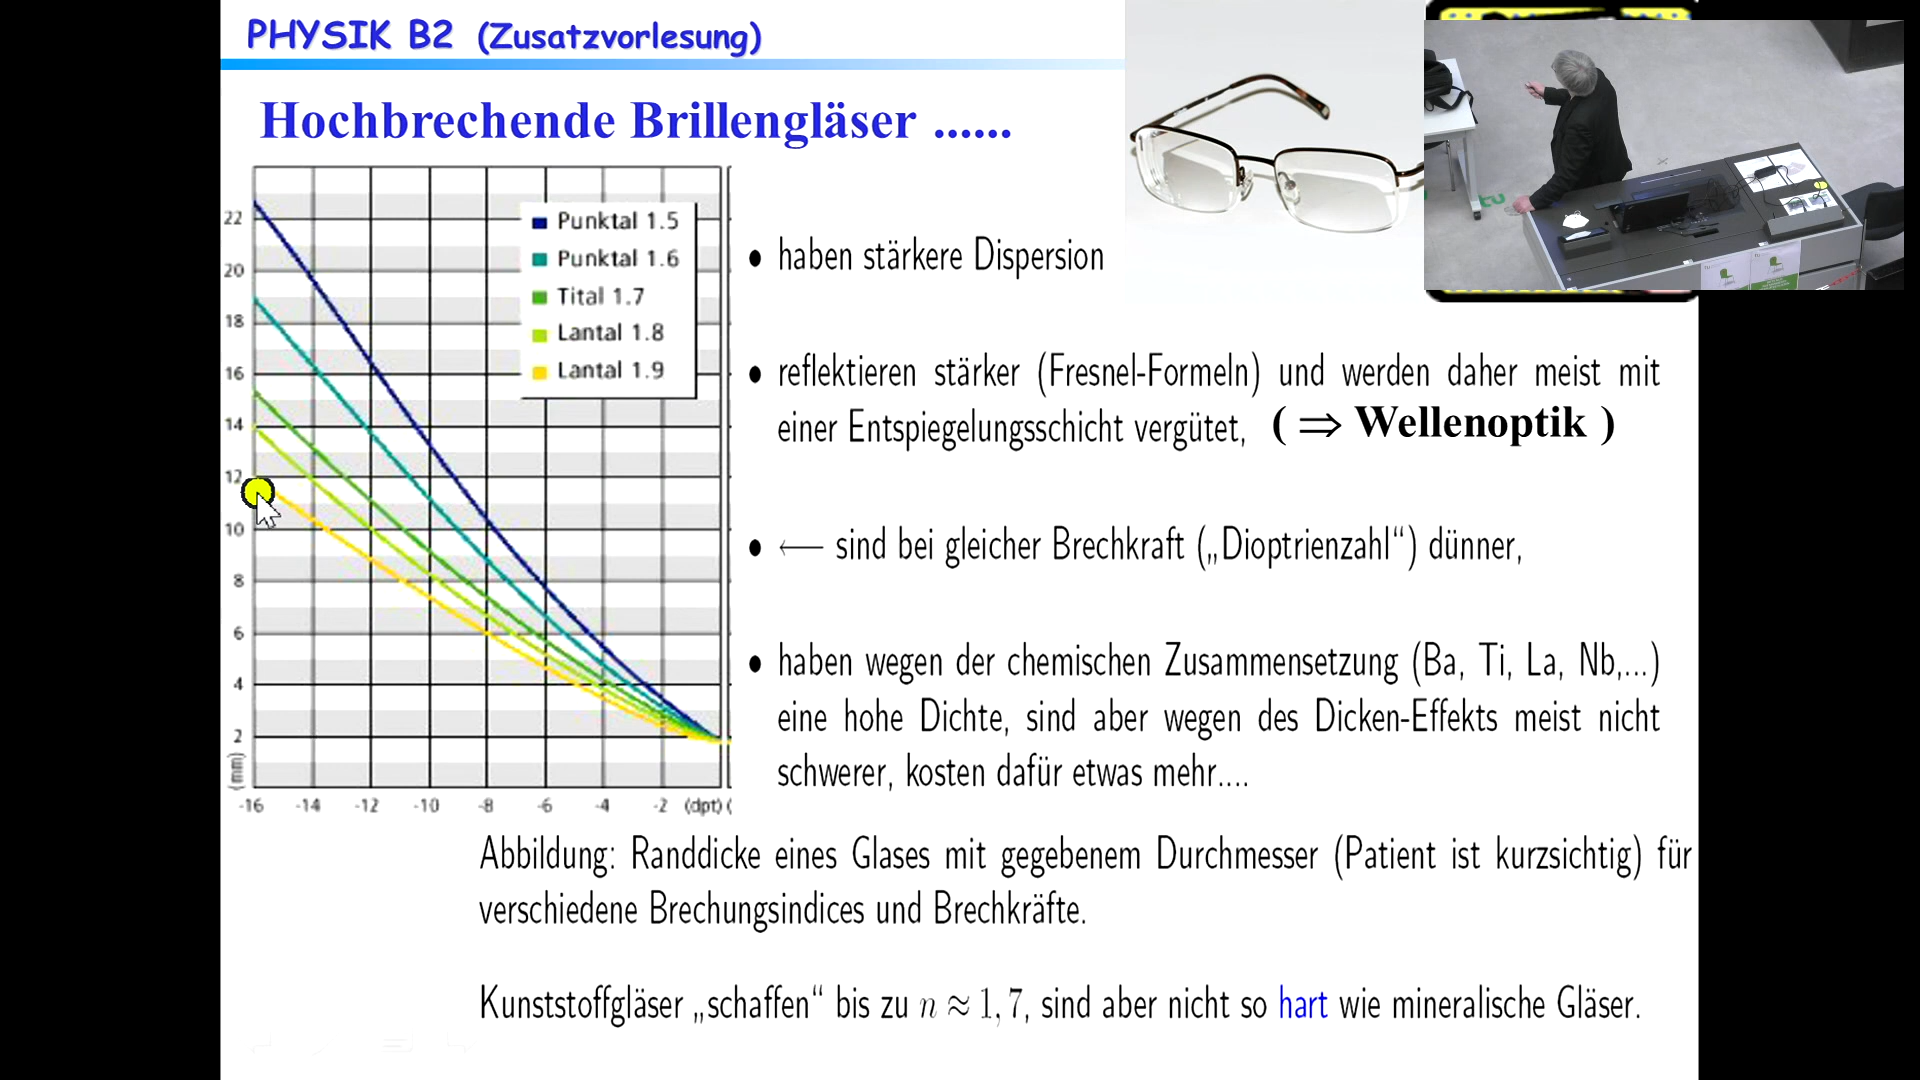 PHYSIK B2 (Zusatzvorlesung)
Hochbrechende Brillengläser ......
22
20
18
16
14
12
10
8
6
4
2
(mm)
-16 -14 -12 -10 -8 -6 -4 -2 (dpt) (
Punktal 1.5
Punktal 1.6
Tital 1.7
Lantal 1.8
Lantal 1.9
• haben stärkere Dispersion
• reflektieren stärker (Fresnel-Formeln) und werden daher meist mit
einer Entspiegelungsschicht vergütet, ( ⇒ Wellenoptik )
• ⟵ sind bei gleicher Brechkraft („Dioptrienzahl“) dünner,
• haben wegen der chemischen Zusammensetzung (Ba, Ti, La, Nb,...)
eine hohe Dichte, sind aber wegen des Dicken-Effekts meist nicht
schwerer, kosten dafür etwas mehr....
Abbildung: Randdicke eines Glases mit gegebenem Durchmesser (Patient ist kurzsichtig) für
verschiedene Brechungsindices und Brechkräfte.
Kunststoffgläser „schaffen“ bis zu n ≈ 1, 7, sind aber nicht so hart wie mineralische Gläser.